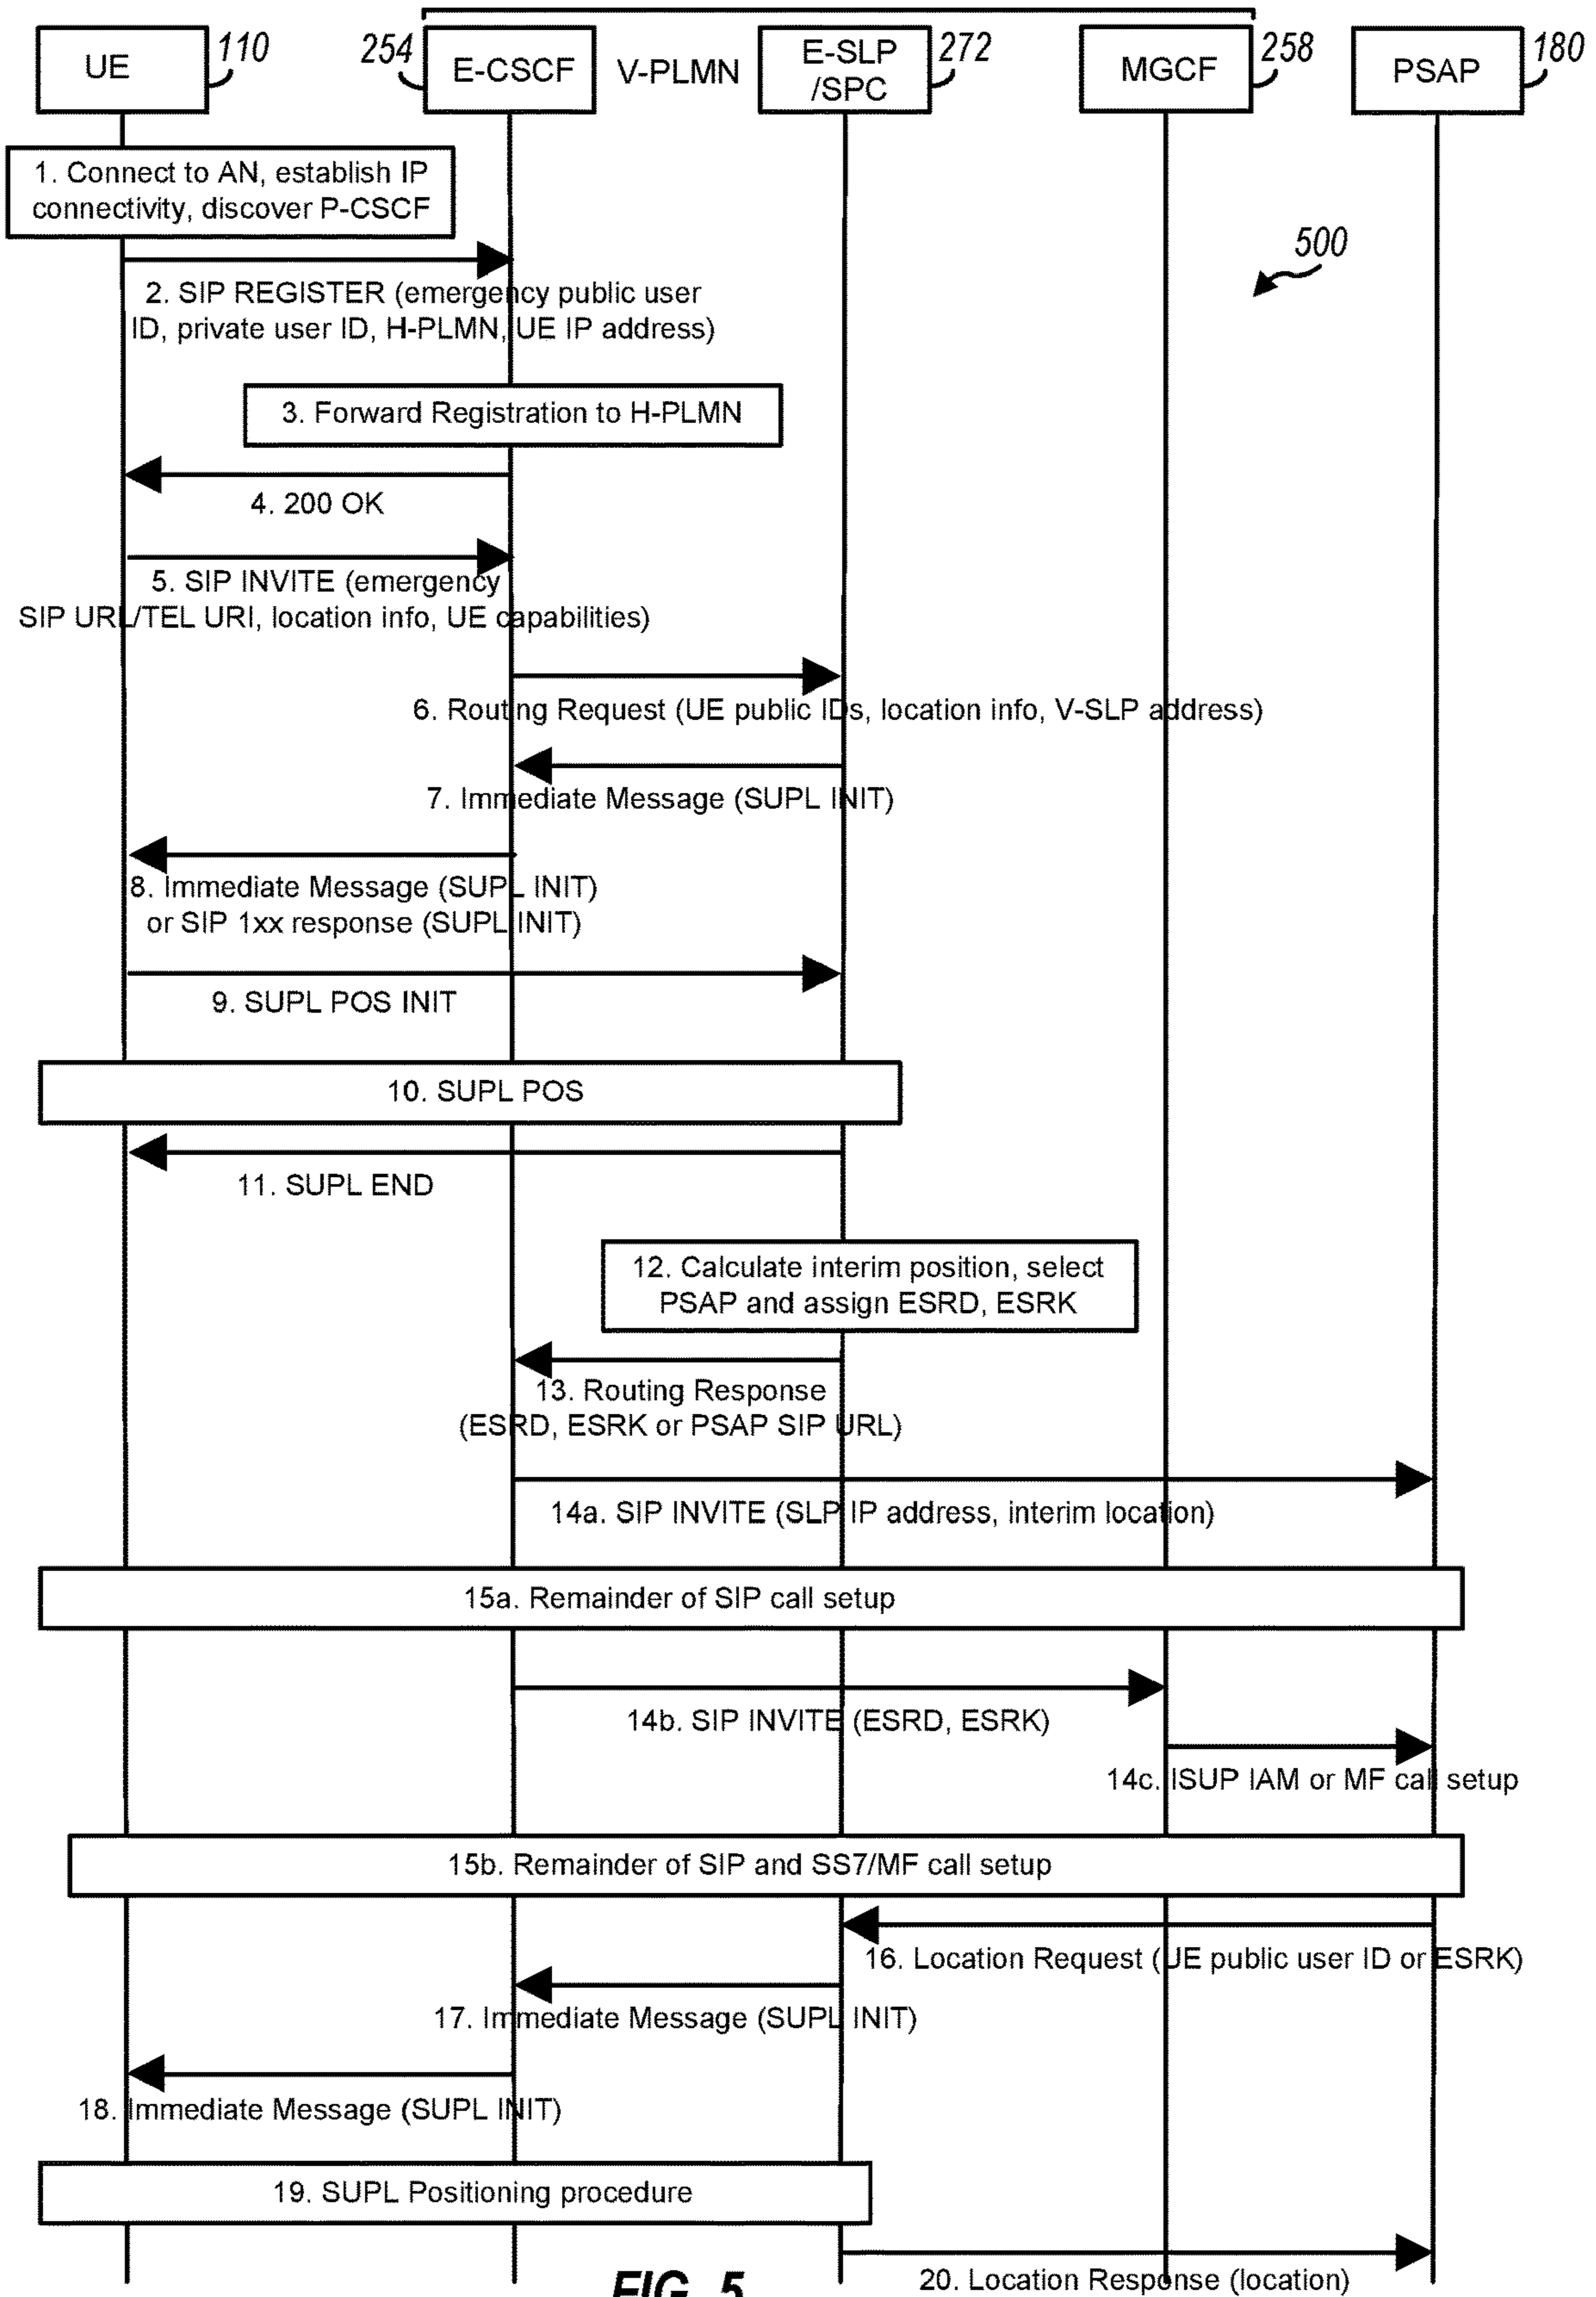 UE
110
254
E-CSCF
V-PLMN
E-SLP
/SPC
272
MGCF
258
PSAP
180
1. Connect to AN, establish IP
connectivity, discover P-CSCF
500
2. SIP REGISTER (emergency public user
ID, private user ID, H-PLMN, UE IP address)
3. Forward Registration to H-PLMN
4. 200 OK
5. SIP INVITE (emergency
SIP URL/TEL URI, location info, UE capabilities)
6. Routing Request (UE public IDs, location info, V-SLP address)
7. Immediate Message (SUPL INIT)
8. Immediate Message (SUPL INIT)
or SIP 1xx response (SUPL INIT)
9. SUPL POS INIT
10. SUPL POS
11. SUPL END
12. Calculate interim position, select
PSAP and assign ESRD, ESRK
13. Routing Response
(ESRD, ESRK or PSAP SIP URL)
14a. SIP INVITE (SLP IP address, interim location)
15a. Remainder of SIP call setup
14b. SIP INVITE (ESRD, ESRK)
14c. ISUP IAM or MF call setup
15b. Remainder of SIP and SS7/MF call setup
16. Location Request (UE public user ID or ESRK)
17. Immediate Message (SUPL INIT)
18. Immediate Message (SUPL INIT)
19. SUPL Positioning procedure
20. Location Response (location)
FIG. 5